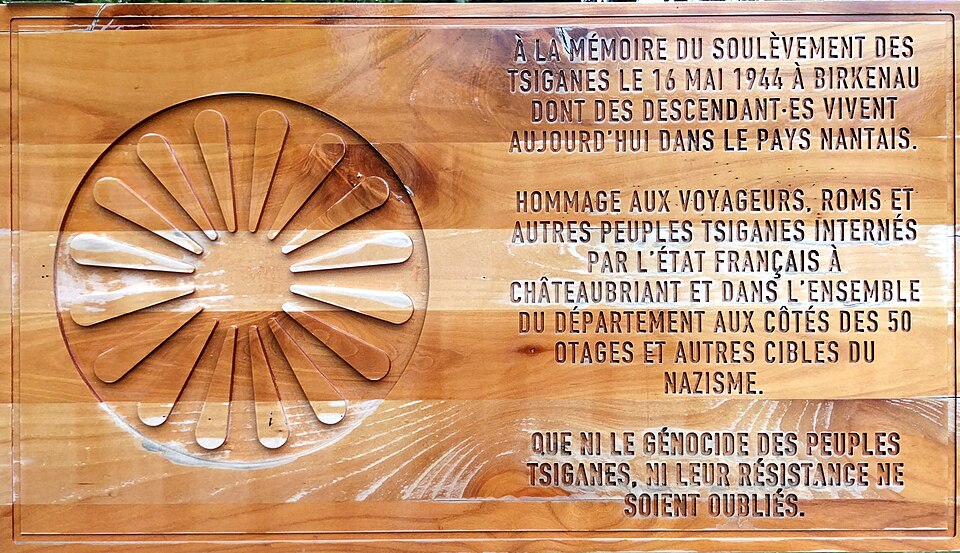 À LA MÉMOIRE DU SOULÈVEMENT DES
TSIGANES LE 16 MAI 1944 À BIRKENAU
DONT DES DESCENDANT·ES VIVENT
AUJOURD'HUI DANS LE PAYS NANTAIS.
HOMMAGE AUX VOYAGEURS, ROMS ET
AUTRES PEUPLES TSIGANES INTERNÉS
PAR L'ÉTAT FRANÇAIS À
CHÂTEAUBRIANT ET DANS L'ENSEMBLE
DU DÉPARTEMENT AUX CÔTÉS DES 50
OTAGES ET AUTRES CIBLES DU
NAZISME.
QUE NI LE GÉNOCIDE DES PEUPLES
TSIGANES, NI LEUR RÉSISTANCE NE
SOIENT OUBLIÉS.